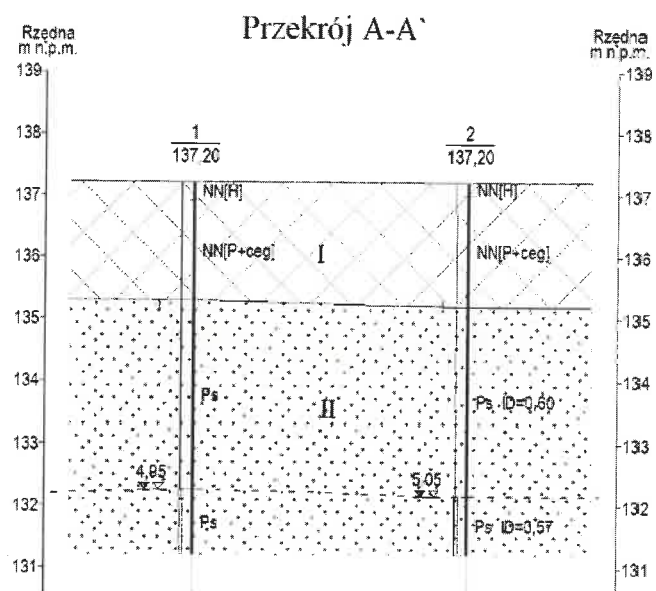 Przekrój A-A`
Rzędna
m n.p.m.
Rzędna
m n.p.m.
139
138
137
136
135
134
133
132
131
139
138
137
136
135
134
133
132
131
1
137,20
2
137,20
NN[H]
NN[H]
NN[P+ceg]
I
NN[P+ceg]
Ps
II
Ps ID=0,60
4,95
5,05
Ps
Ps ID=0,57